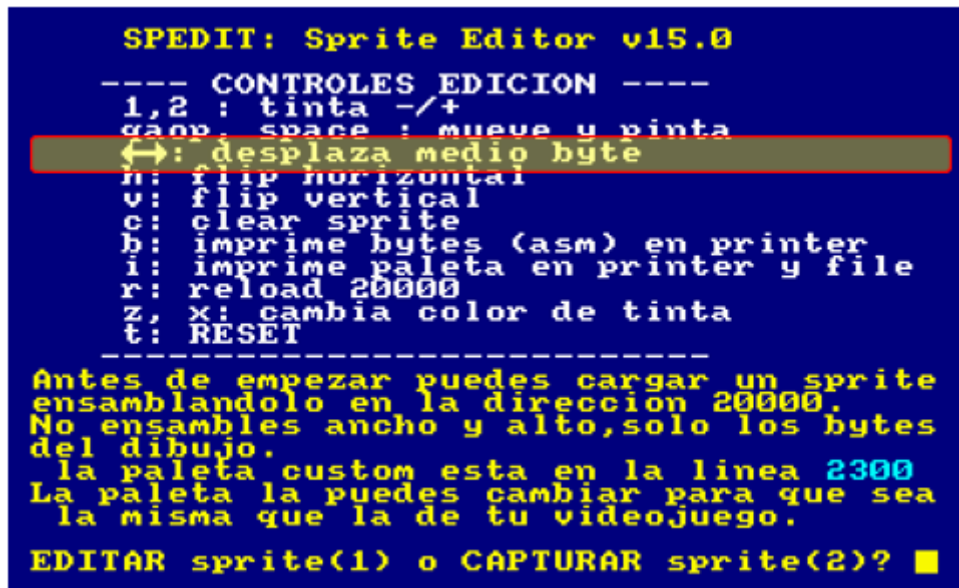 SPEDIT: Sprite Editor v15.0
---- CONTROLES EDICION ----
1,2 : tinta -/+
qaop, space : mueve y pinta
↔: desplaza medio byte
h: flip horizontal
v: flip vertical
c: clear sprite
b: imprime bytes (asm) en printer
i: imprime paleta en printer y file
r: reload 20000
z, x: cambia color de tinta
t: RESET
---------------------------
Antes de empezar puedes cargar un sprite
ensamblandolo en la direccion 20000.
No ensambles ancho y alto,solo los bytes
del dibujo.
la paleta custom esta en la linea 2300
La paleta la puedes cambiar para que sea
la misma que la de tu videojuego.
EDITAR sprite(1) o CAPTURAR sprite(2)?